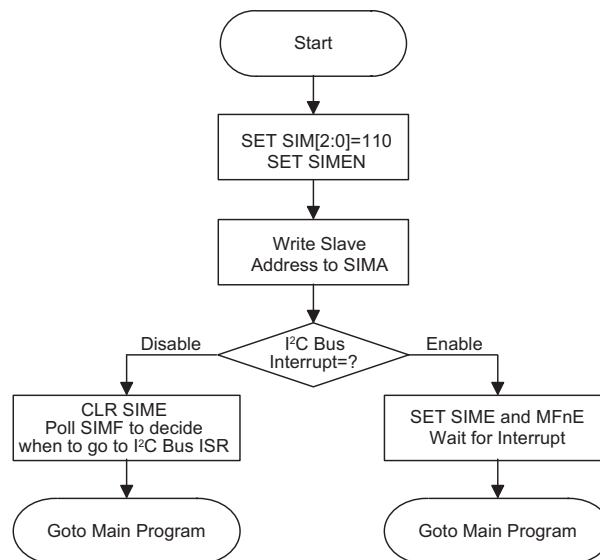 Start
SET SIM[2:0]=110
SET SIMEN
Write Slave
Address to SIMA
I²C Bus
Interrupt=?
Disable
Enable
CLR SIME
Poll SIMF to decide
when to go to I²C Bus ISR
SET SIME and MFnE
Wait for Interrupt
Goto Main Program
Goto Main Program